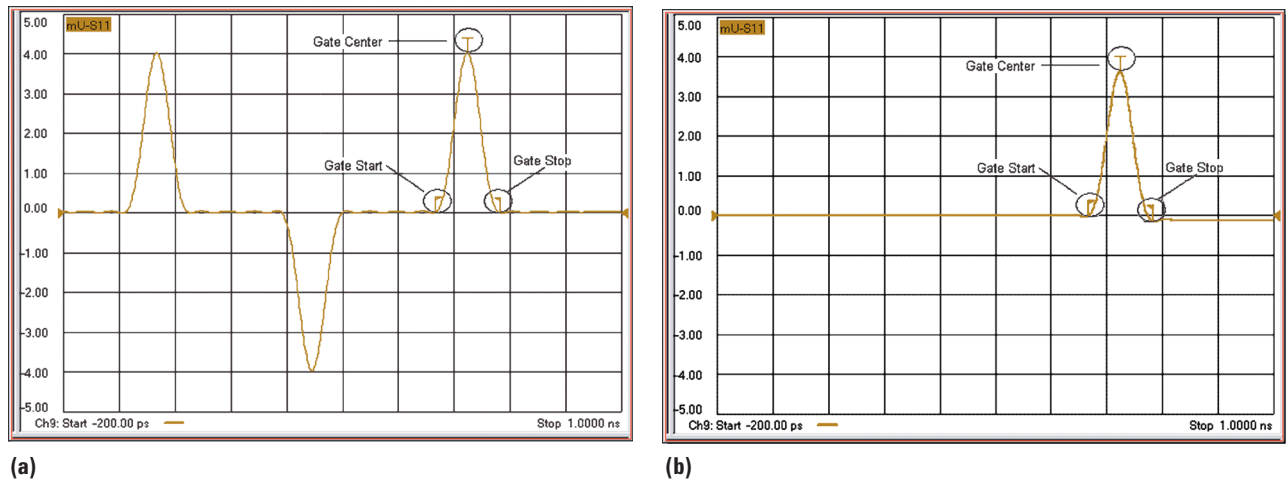 5.00
mU-S11
4.00
Gate Center
3.00
2.00
Gate Start
Gate Stop
1.00
0.00
-1.00
-2.00
-3.00
-4.00
-5.00
Ch9: Start -200.00 ps
Stop 1.0000 ns
(a)
5.00
mU-S11
4.00
Gate Center
3.00
2.00
Gate Start
Gate Stop
1.00
0.00
-1.00
-2.00
-3.00
-4.00
-5.00
Ch9: Start -200.00 ps
Stop 1.0000 ns
(b)